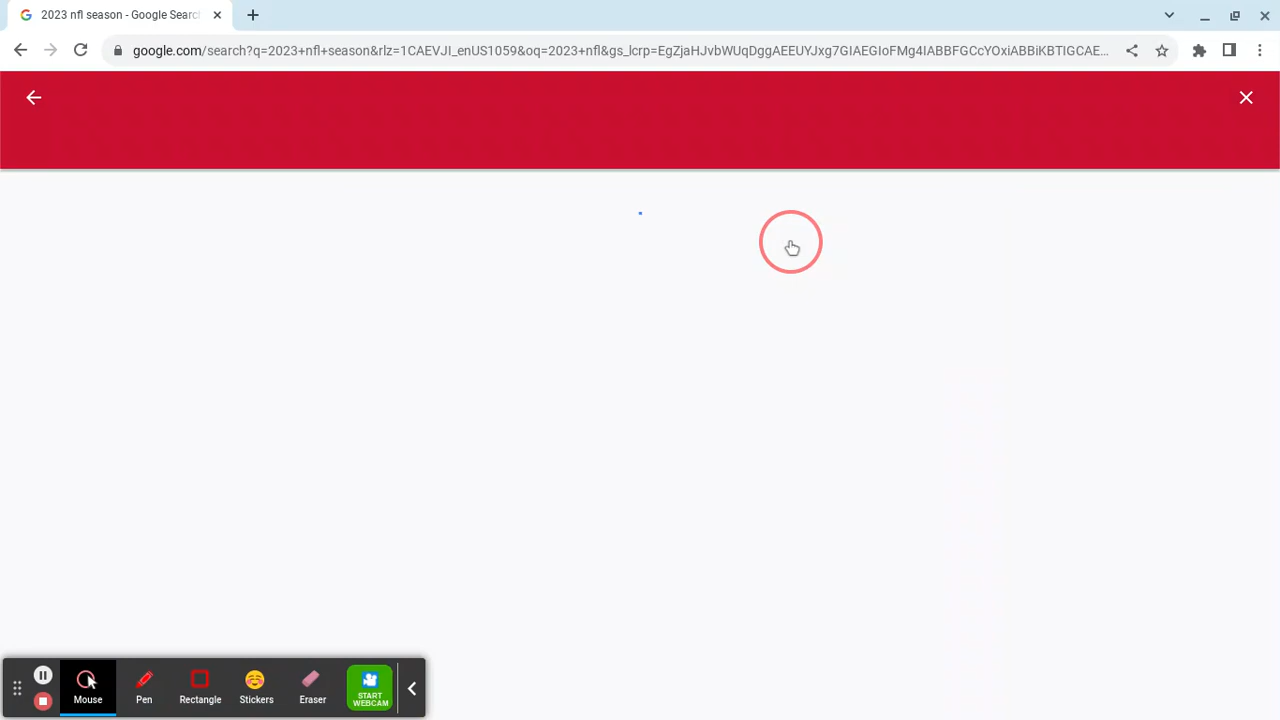 2023 nfl season - Google Searc
google.com/search?q=2023+nfl+season&rlz=1CAEVJI_enUS1059&oq=2023+nfl&gs_lcrp=EgZjaHJvbWUqDggAEEUYJxg7GIAEGIoFMg4IABBFGCcYOxiABBiKBTIGCAE...
Mouse
Pen
Rectangle
Stickers
Eraser
START
WEBCAM